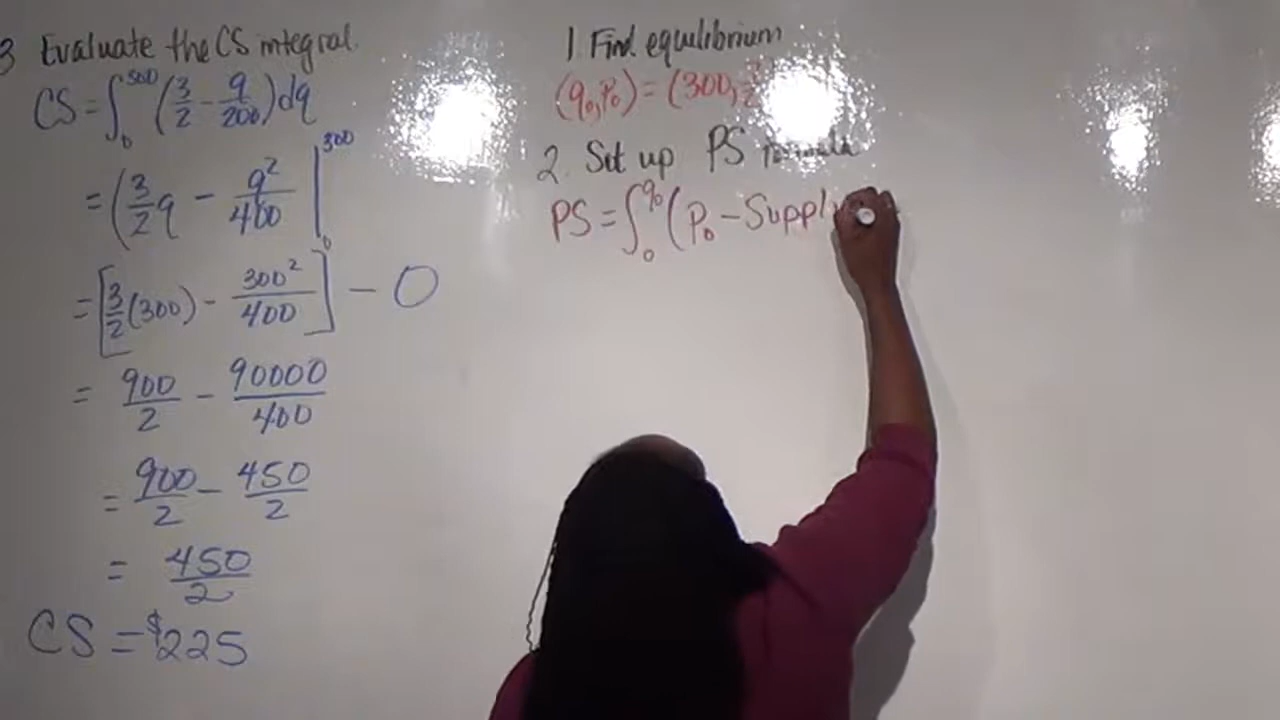 3 Evaluate the CS integral.
CS = ∫₀³⁰⁰ (3/2 - q/200) dq
= (3/2 q - q²/400 |₀³⁰⁰
= [3/2 (300) - 300²/400] - 0
= 900/2 - 90000/400
= 900/2 - 450/2
= 450/2
CS = $225
1. Find equilibrium
(q₀, p₀) = (300,
2. Set up PS formula
PS = ∫₀^q₀ (p₀ - Supply